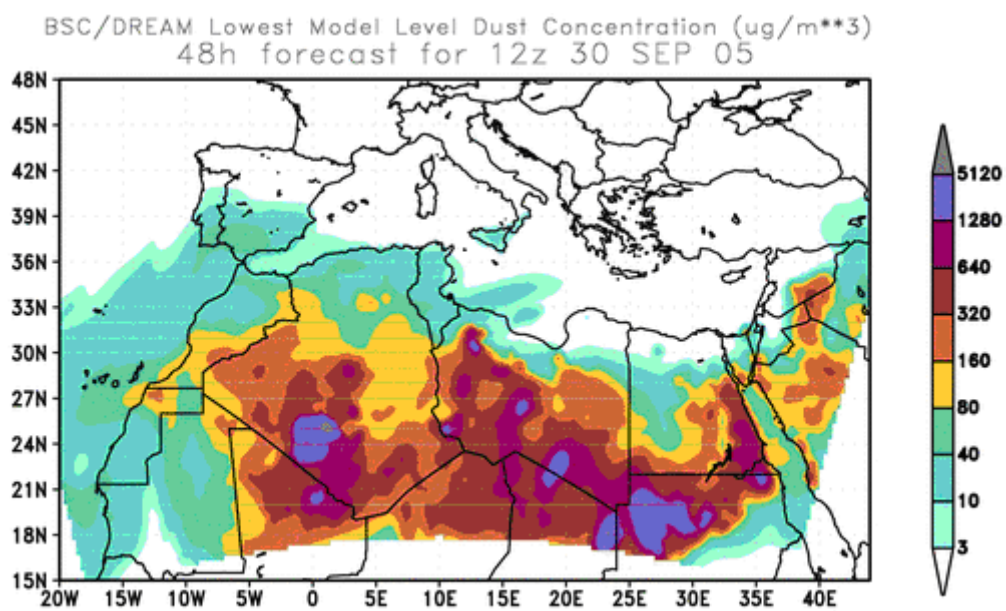 BSC/DREAM Lowest Model Level Dust Concentration (ug/m**3)
48h forecast for 12z 30 SEP 05
48N
45N
42N
39N
36N
33N
30N
27N
24N
21N
18N
15N
20W 15W 10W 5W 0 5E 10E 15E 20E 25E 30E 35E 40E
5120
1280
640
320
160
80
40
10
3